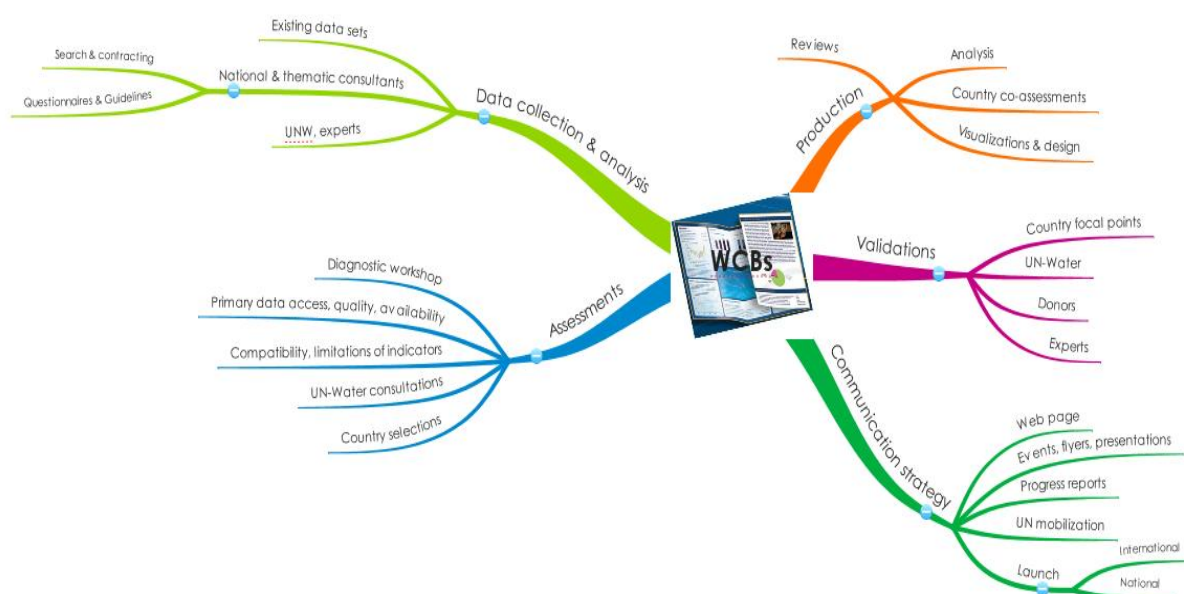 WCBs
Data collection & analysis
Existing data sets
National & thematic consultants
Search & contracting
Questionnaires & Guidelines
UNW, experts
Assessments
Diagnostic workshop
Primary data access, quality, availability
Compatibility, limitations of indicators
UN-Water consultations
Country selections
Production
Reviews
Analysis
Country co-assessments
Visualizations & design
Validations
Country focal points
UN-Water
Donors
Experts
Communication strategy
Web page
Events, flyers, presentations
Progress reports
UN mobilization
Launch
International
National